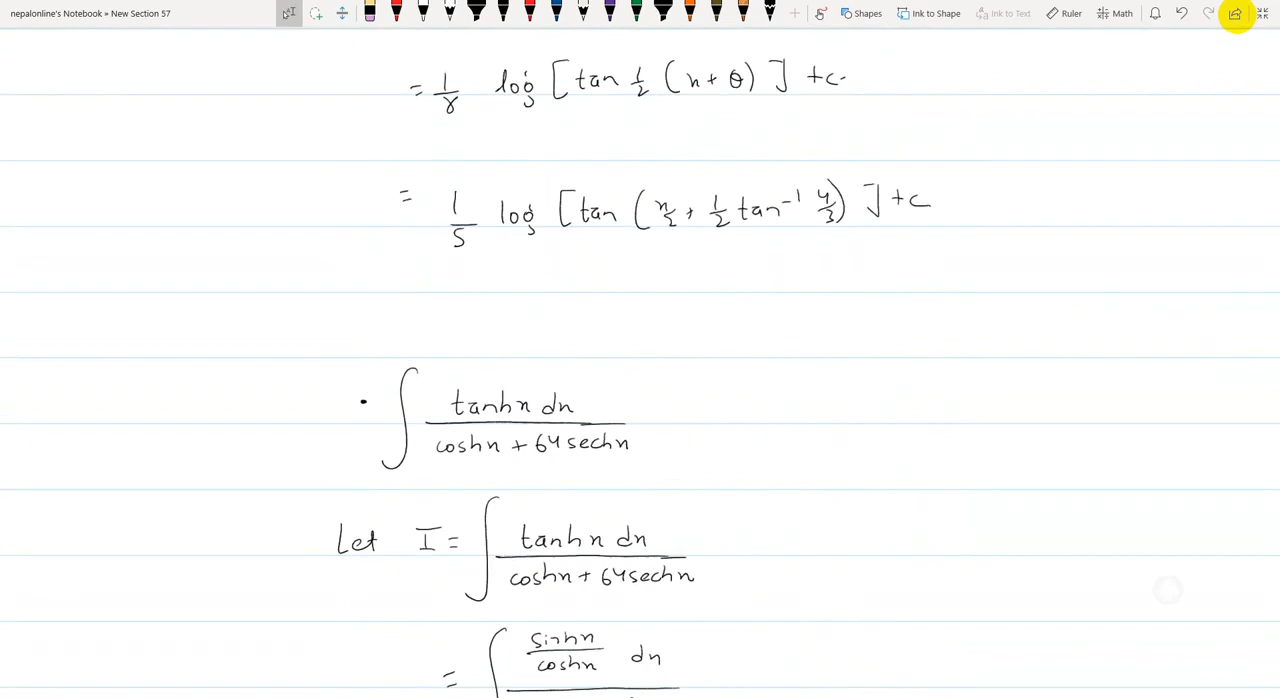 nepalonline's Notebook » New Section 57
Shapes Ink to Shape Ink to Text Ruler Math
= 1/r log [tan 1/2 (x + θ)] + c
= 1/5 log [tan (x/2 + 1/2 tan⁻¹ 4/3)] + c
∫ tanhx dx / coshx + 64 sechx
Let I = ∫ tanhx dx / coshx + 64 sechx
= ∫ sinhx/coshx dx